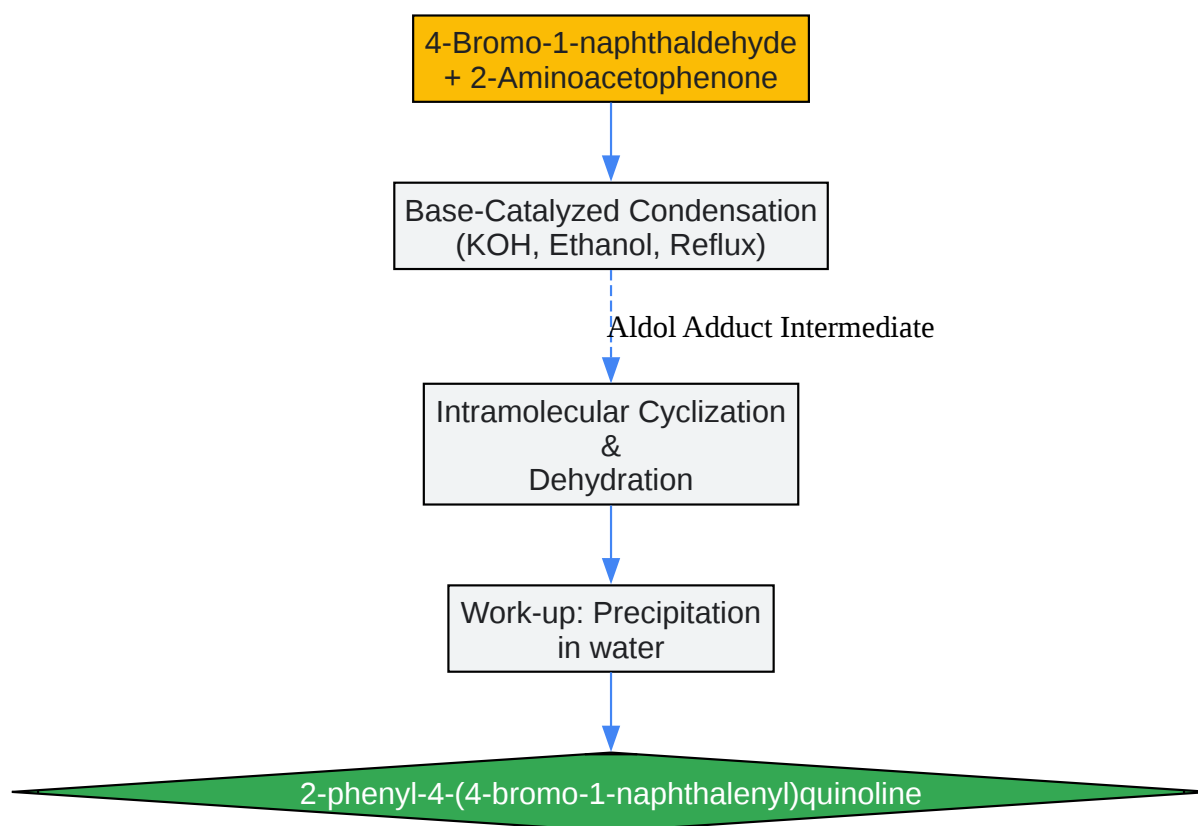 4-Bromo-1-naphthaldehyde
+ 2-Aminoacetophenone
Base-Catalyzed Condensation
(KOH, Ethanol, Reflux)
Aldol Adduct Intermediate
Intramolecular Cyclization
&
Dehydration
Work-up: Precipitation
in water
2-phenyl-4-(4-bromo-1-naphthalenyl)quinoline